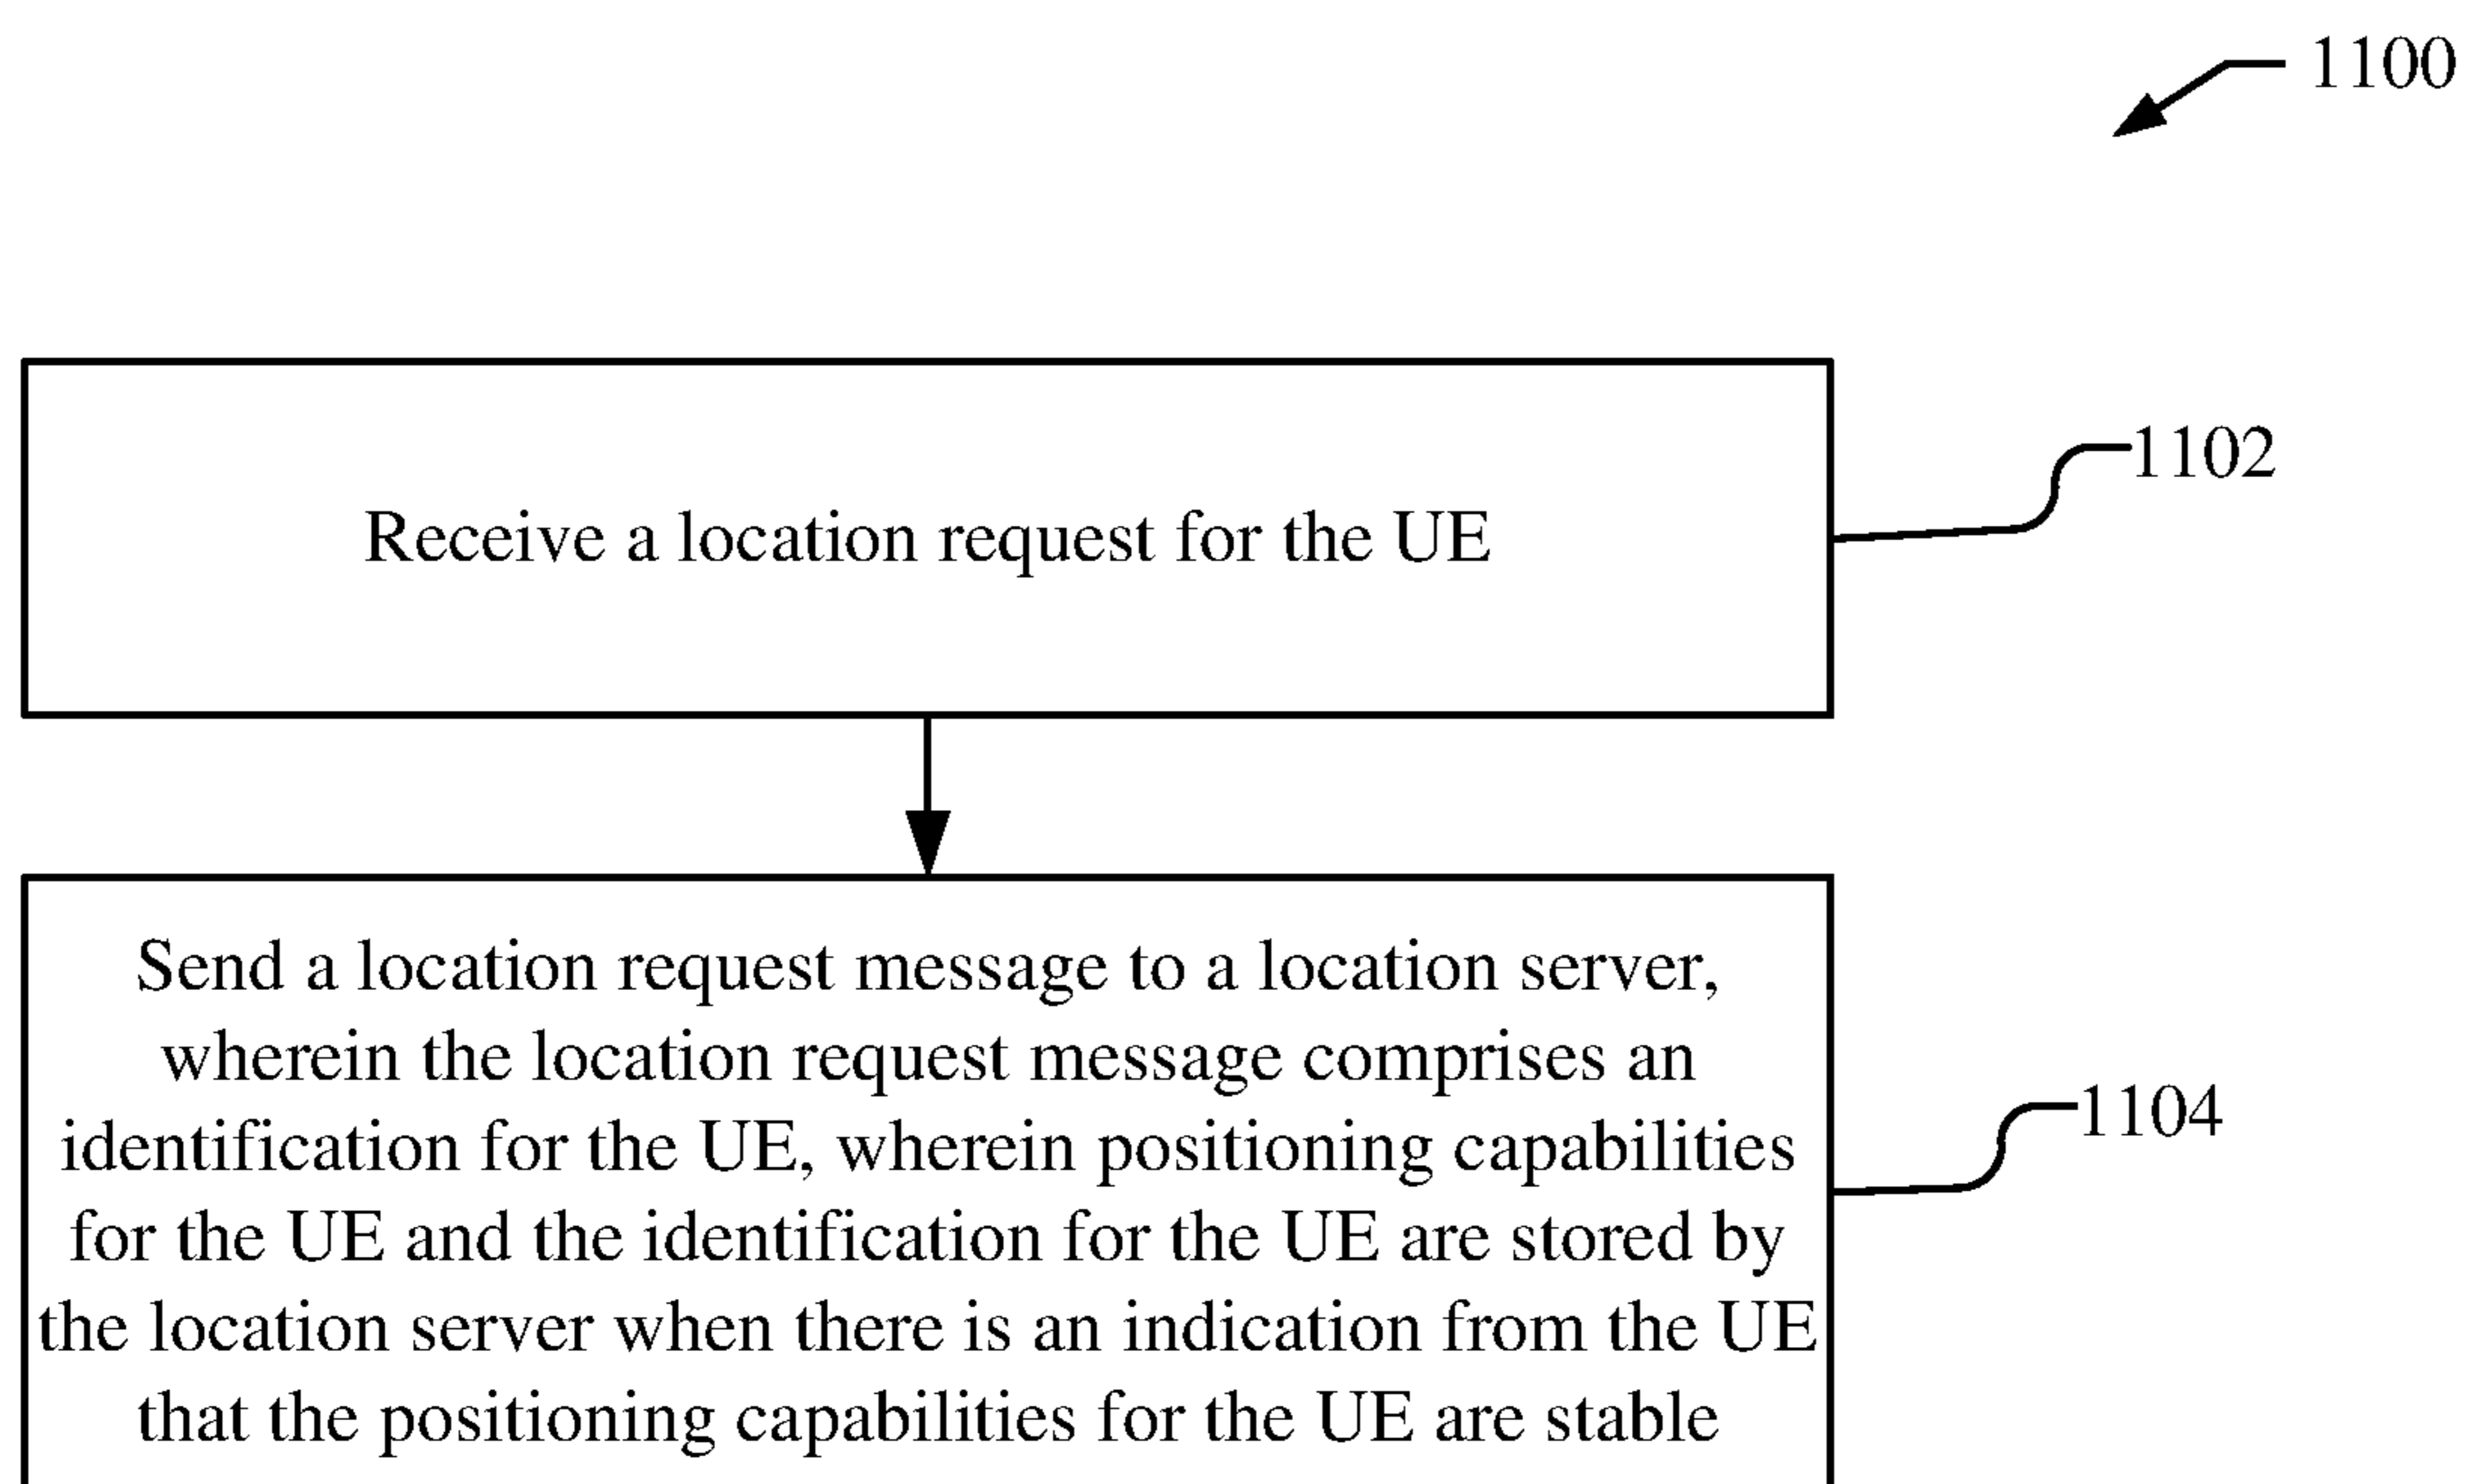 1100
Receive a location request for the UE
1102
Send a location request message to a location server,
wherein the location request message comprises an
identification for the UE, wherein positioning capabilities
for the UE and the identification for the UE are stored by
the location server when there is an indication from the UE
that the positioning capabilities for the UE are stable
1104